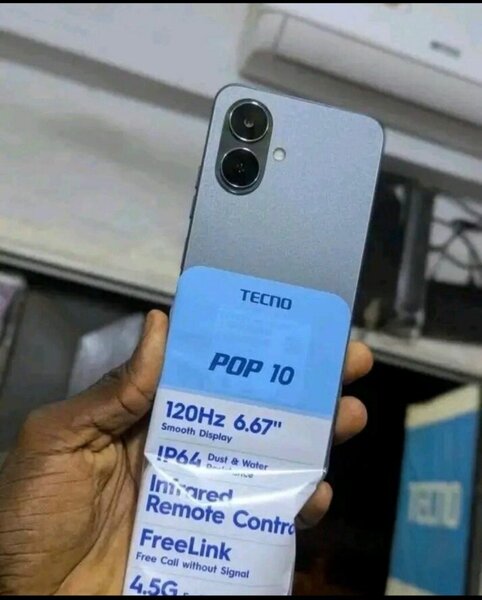 TECNO
POP 10
120Hz 6.67"
Smooth Display
IP64 Dust & Water
Infrared
Remote Contro
FreeLink
Free Call without Signal
4.5G
TECNO